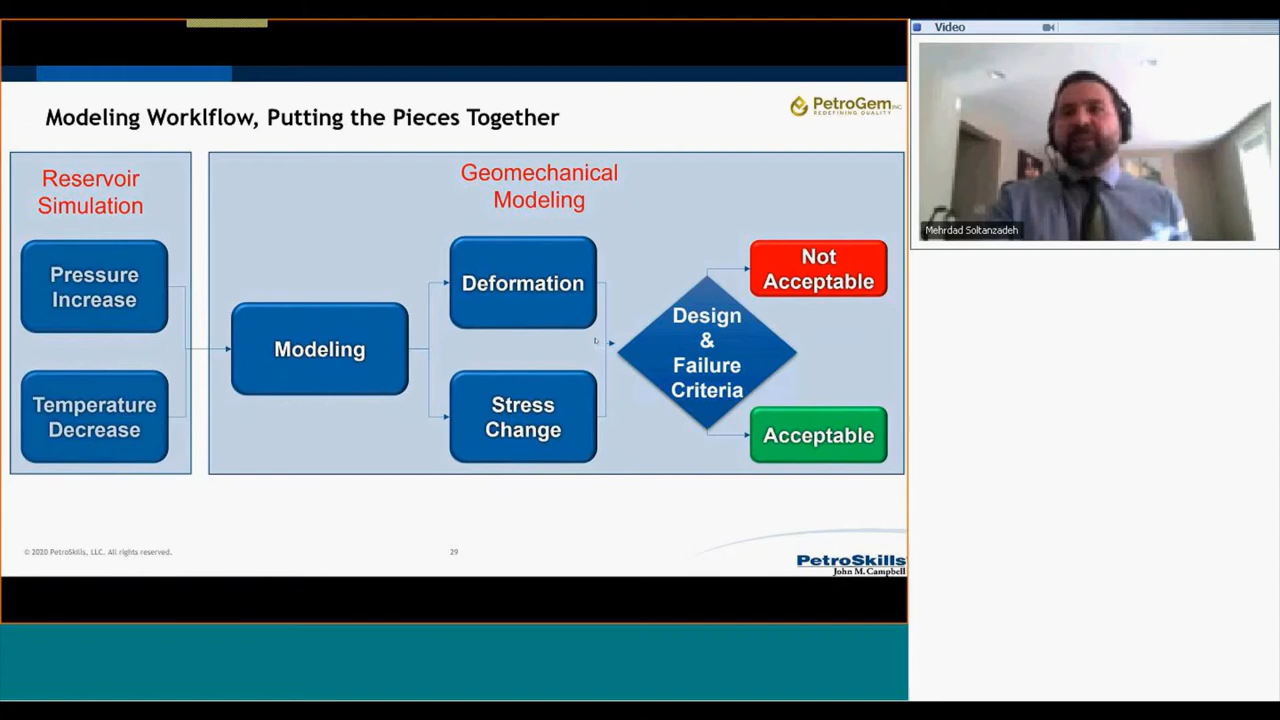 Video
Modeling Worklflow, Putting the Pieces Together
PetroGem INC
REDEFINING QUALITY
Reservoir
Simulation
Pressure
Increase
Temperature
Decrease
Geomechanical
Modeling
Modeling
Deformation
Stress
Change
Design
&
Failure
Criteria
Not
Acceptable
Acceptable
Mehrdad Soltanzadeh
© 2020 PetroSkills, LLC. All rights reserved.
29
PetroSkills
John M. Campbell